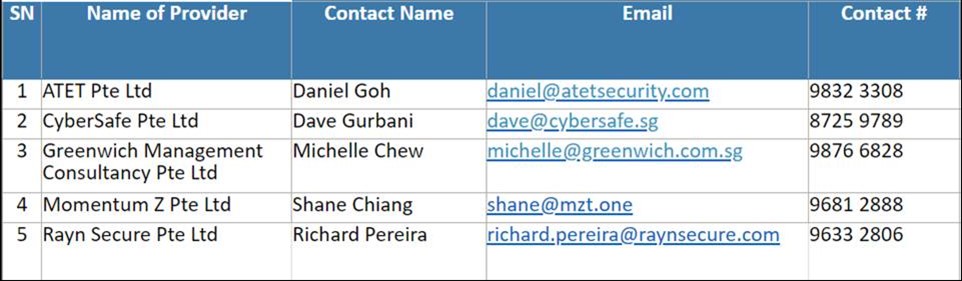 SN Name of Provider Contact Name Email Contact #
1 ATET Pte Ltd Daniel Goh daniel@atetsecurity.com 9832 3308
2 CyberSafe Pte Ltd Dave Gurbani dave@cybersafe.sg 8725 9789
3 Greenwich Management Michelle Chew michelle@greenwich.com.sg 9876 6828
Consultancy Pte Ltd
4 Momentum Z Pte Ltd Shane Chiang shane@mzt.one 9681 2888
5 Rayn Secure Pte Ltd Richard Pereira richard.pereira@raynsecure.com 9633 2806